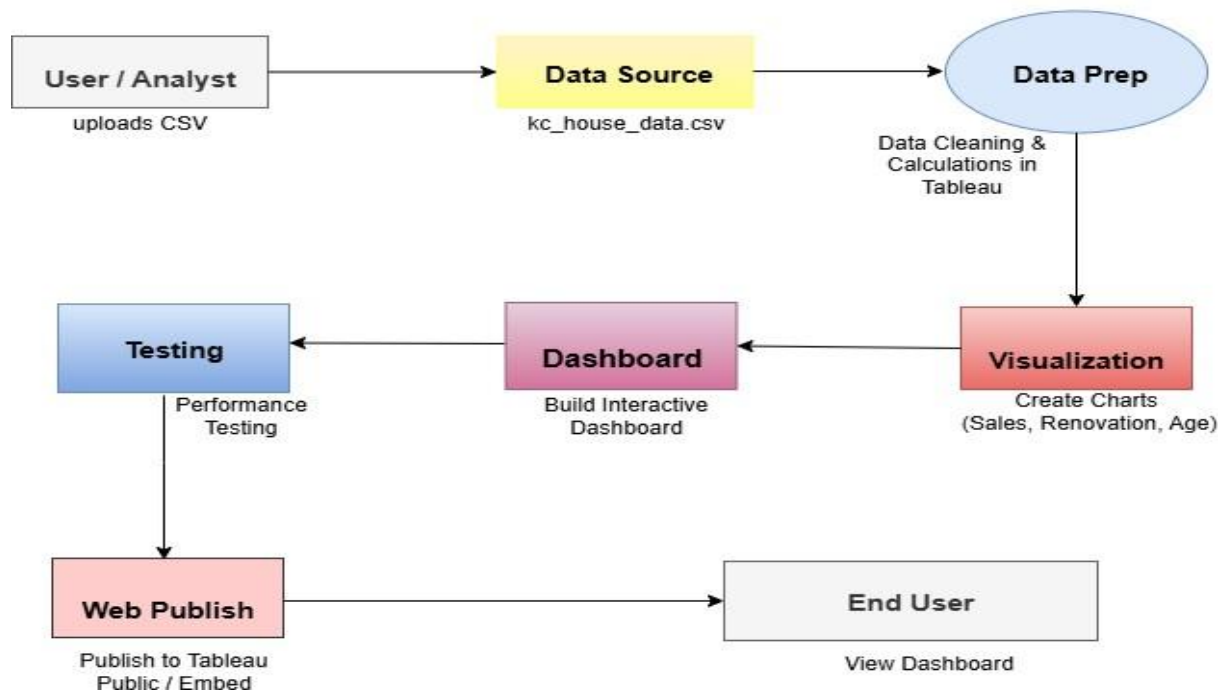 User / Analyst
uploads CSV
Data Source
kc_house_data.csv
Data Prep
Data Cleaning &
Calculations in
Tableau
Visualization
Create Charts
(Sales, Renovation, Age)
Dashboard
Build Interactive
Dashboard
Testing
Performance
Testing
Web Publish
Publish to Tableau
Public / Embed
End User
View Dashboard